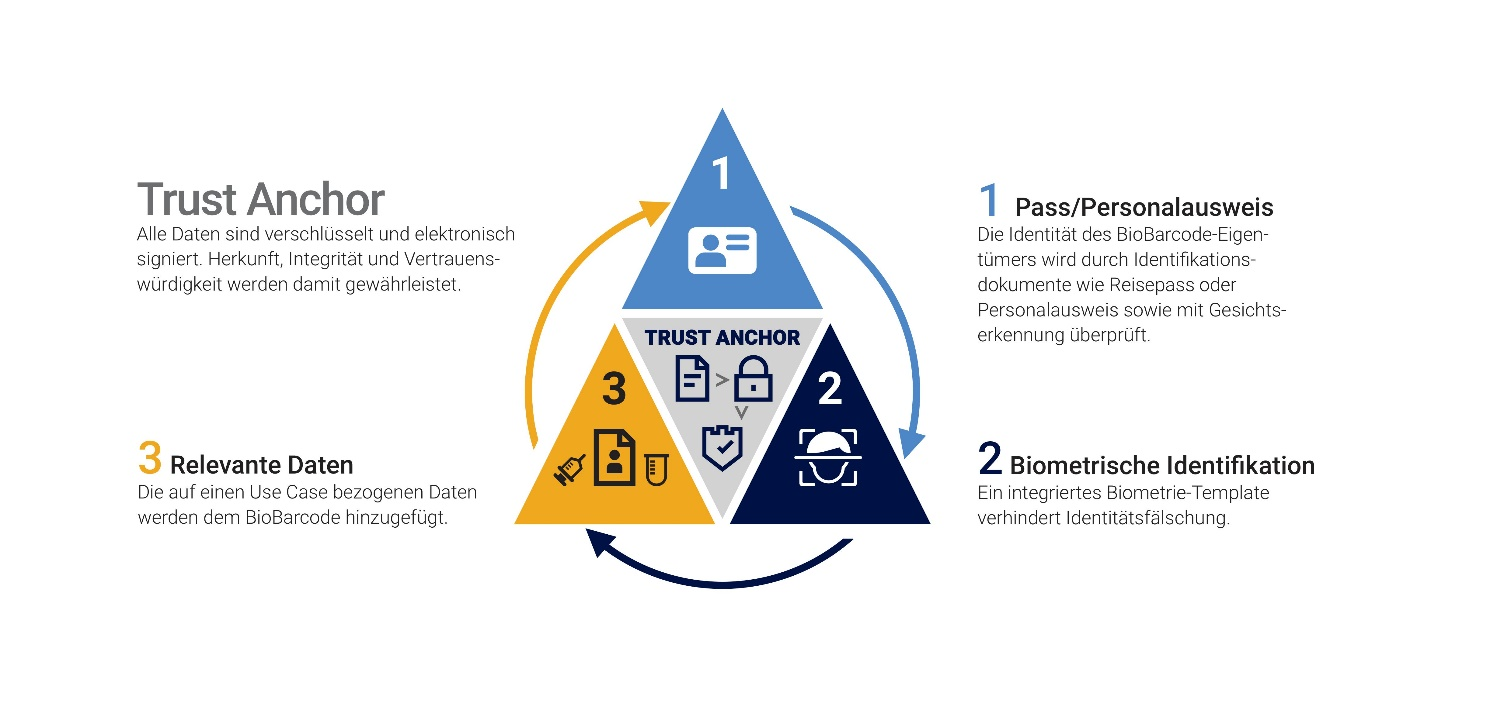 Trust Anchor
Alle Daten sind verschlüsselt und elektronisch
signiert. Herkunft, Integrität und Vertrauens-
würdigkeit werden damit gewährleistet.
1 Pass/Personalausweis
Die Identität des BioBarcode-Eigen-
tümers wird durch Identifikations-
dokumente wie Reisepass oder
Personalausweis sowie mit Gesichts-
erkennung überprüft.
1
TRUST ANCHOR
3
2
3 Relevante Daten
Die auf einen Use Case bezogenen Daten
werden dem BioBarcode hinzugefügt.
2 Biometrische Identifikation
Ein integriertes Biometrie-Template
verhindert Identitätsfälschung.